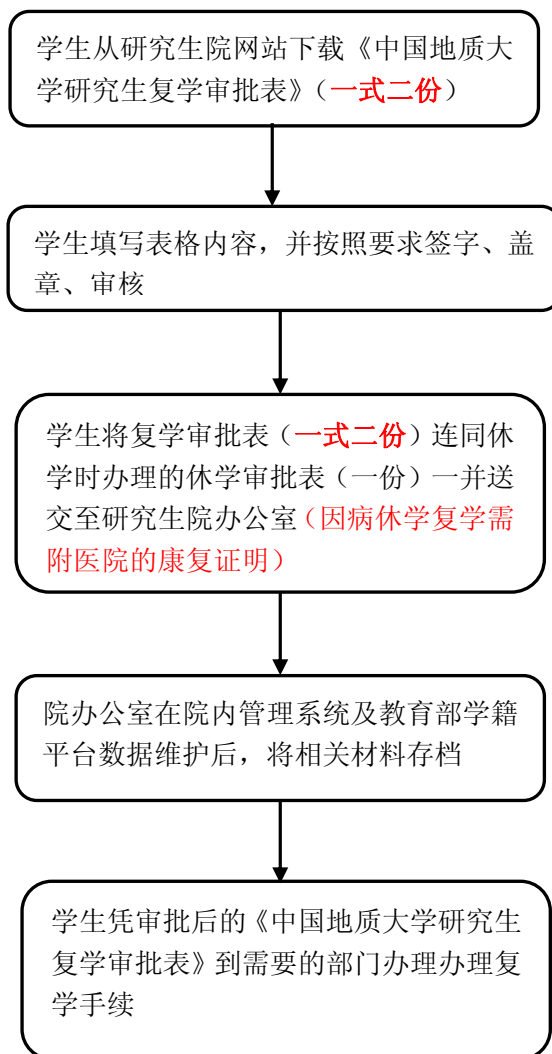 学生从研究生院网站下载《中国地质大
学研究生复学审批表》（一式二份）
学生填写表格内容，并按照要求签字、盖
章、审核
学生将复学审批表（一式二份）连同休
学时办理的休学审批表（一份）一并送
交至研究生院办公室（因病休学复学需
附医院的康复证明）
院办公室在院内管理系统及教育部学籍
平台数据维护后，将相关材料存档
学生凭审批后的《中国地质大学研究生
复学审批表》到需要的部门办理办理复
学手续